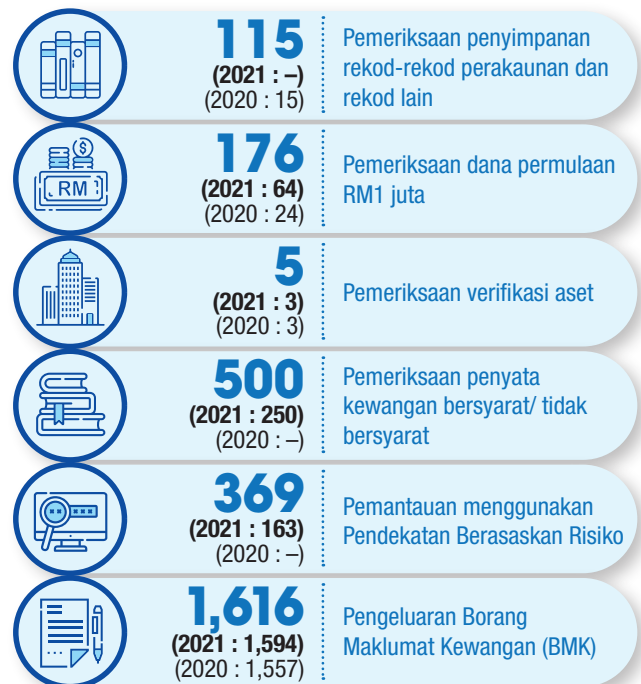 115
(2021 : –)
(2020 : 15)
Pemeriksaan penyimpanan
rekod-rekod perakaunan dan
rekod lain
RM
$
176
(2021 : 64)
(2020 : 24)
Pemeriksaan dana permulaan
RM1 juta
5
(2021 : 3)
(2020 : 3)
Pemeriksaan verifikasi aset
500
(2021 : 250)
(2020 : –)
Pemeriksaan penyata
kewangan bersyarat/ tidak
bersyarat
369
(2021 : 163)
(2020 : –)
Pemantauan menggunakan
Pendekatan Berasaskan Risiko
1,616
(2021 : 1,594)
(2020 : 1,557)
Pengeluaran Borang
Maklumat Kewangan (BMK)